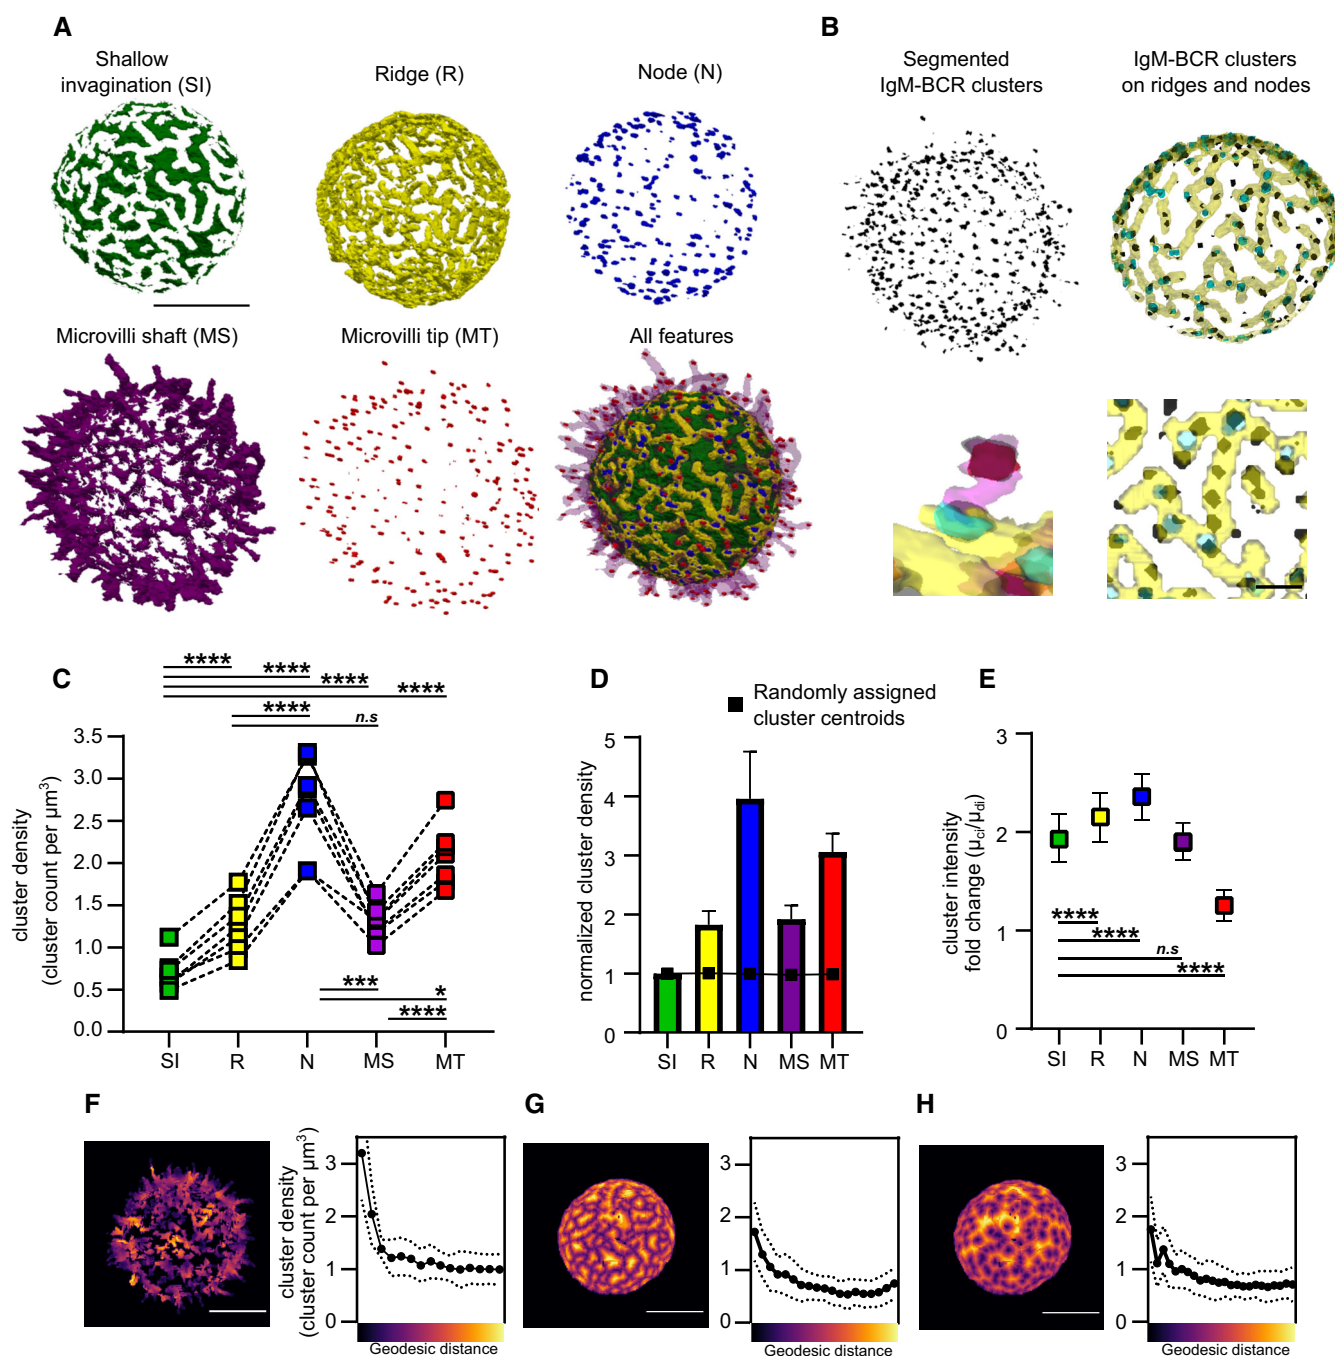 A
Shallow
invagination (SI)
Ridge (R)
Node (N)
Microvilli shaft (MS)
Microvilli tip (MT)
All features
B
Segmented
IgM-BCR clusters
IgM-BCR clusters
on ridges and nodes
C
****
****
****
****
****
n.s
cluster density
(cluster count per µm³)
3.5
3.0
2.5
2.0
1.5
1.0
0.5
0.0
***
*
****
SI R N MS MT
D
Randomly assigned
cluster centroids
normalized cluster density
5
4
3
2
1
0
SI R N MS MT
E
cluster intensity
fold change (µci/µdi)
3
2
1
0
****
****
n.s
****
SI R N MS MT
F
cluster density
(cluster count per µm³)
3
2
1
0
Geodesic distance
G
3
2
1
0
Geodesic distance
H
3
2
1
0
Geodesic distance